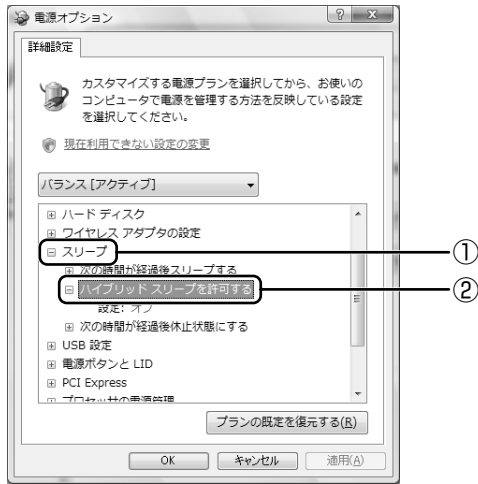 電源オプション
詳細設定
カスタマイズする電源プランを選択してから、お使いの
コンピュータで電源を管理する方法を反映している設定
を選択してください。
現在利用できない設定の変更
バランス [アクティブ]
ハード ディスク
ワイヤレス アダプタの設定
スリープ
①
次の時間が経過後スリープする
ハイブリッド スリープを許可する
②
設定: オフ
次の時間が経過後休止状態にする
USB 設定
電源ボタンと LID
PCI Express
プロセッサの電源管理
プランの既定を復元する(R)
OK
キャンセル
適用(A)